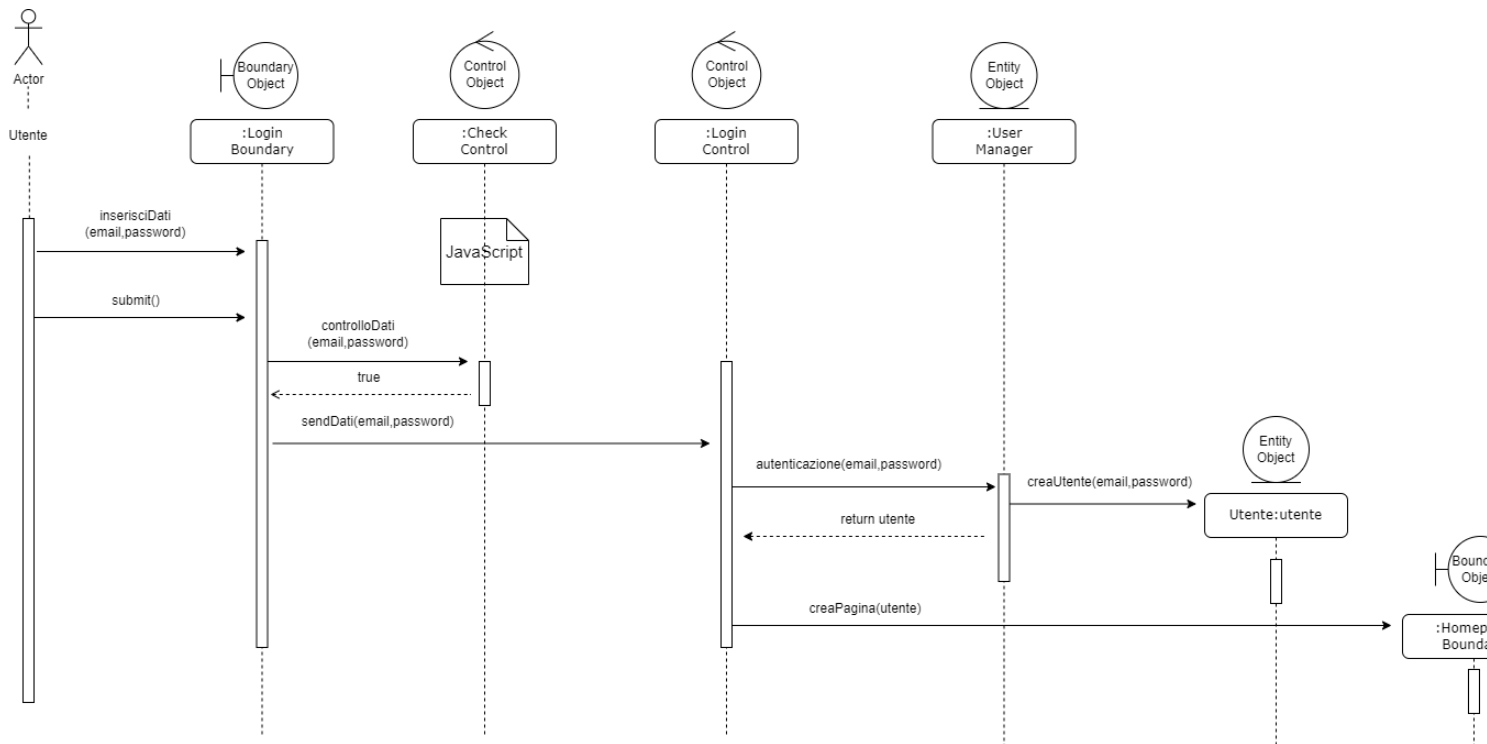 Actor
Utente
Boundary
Object
:Login
Boundary
Control
Object
:Check
Control
Control
Object
:Login
Control
Entity
Object
:User
Manager
inserisciDati
(email,password)
JavaScript
submit()
controlloDati
(email,password)
true
sendDati(email,password)
autenticazione(email,password)
creaUtente(email,password)
Entity
Object
Utente:utente
return utente
creaPagina(utente)